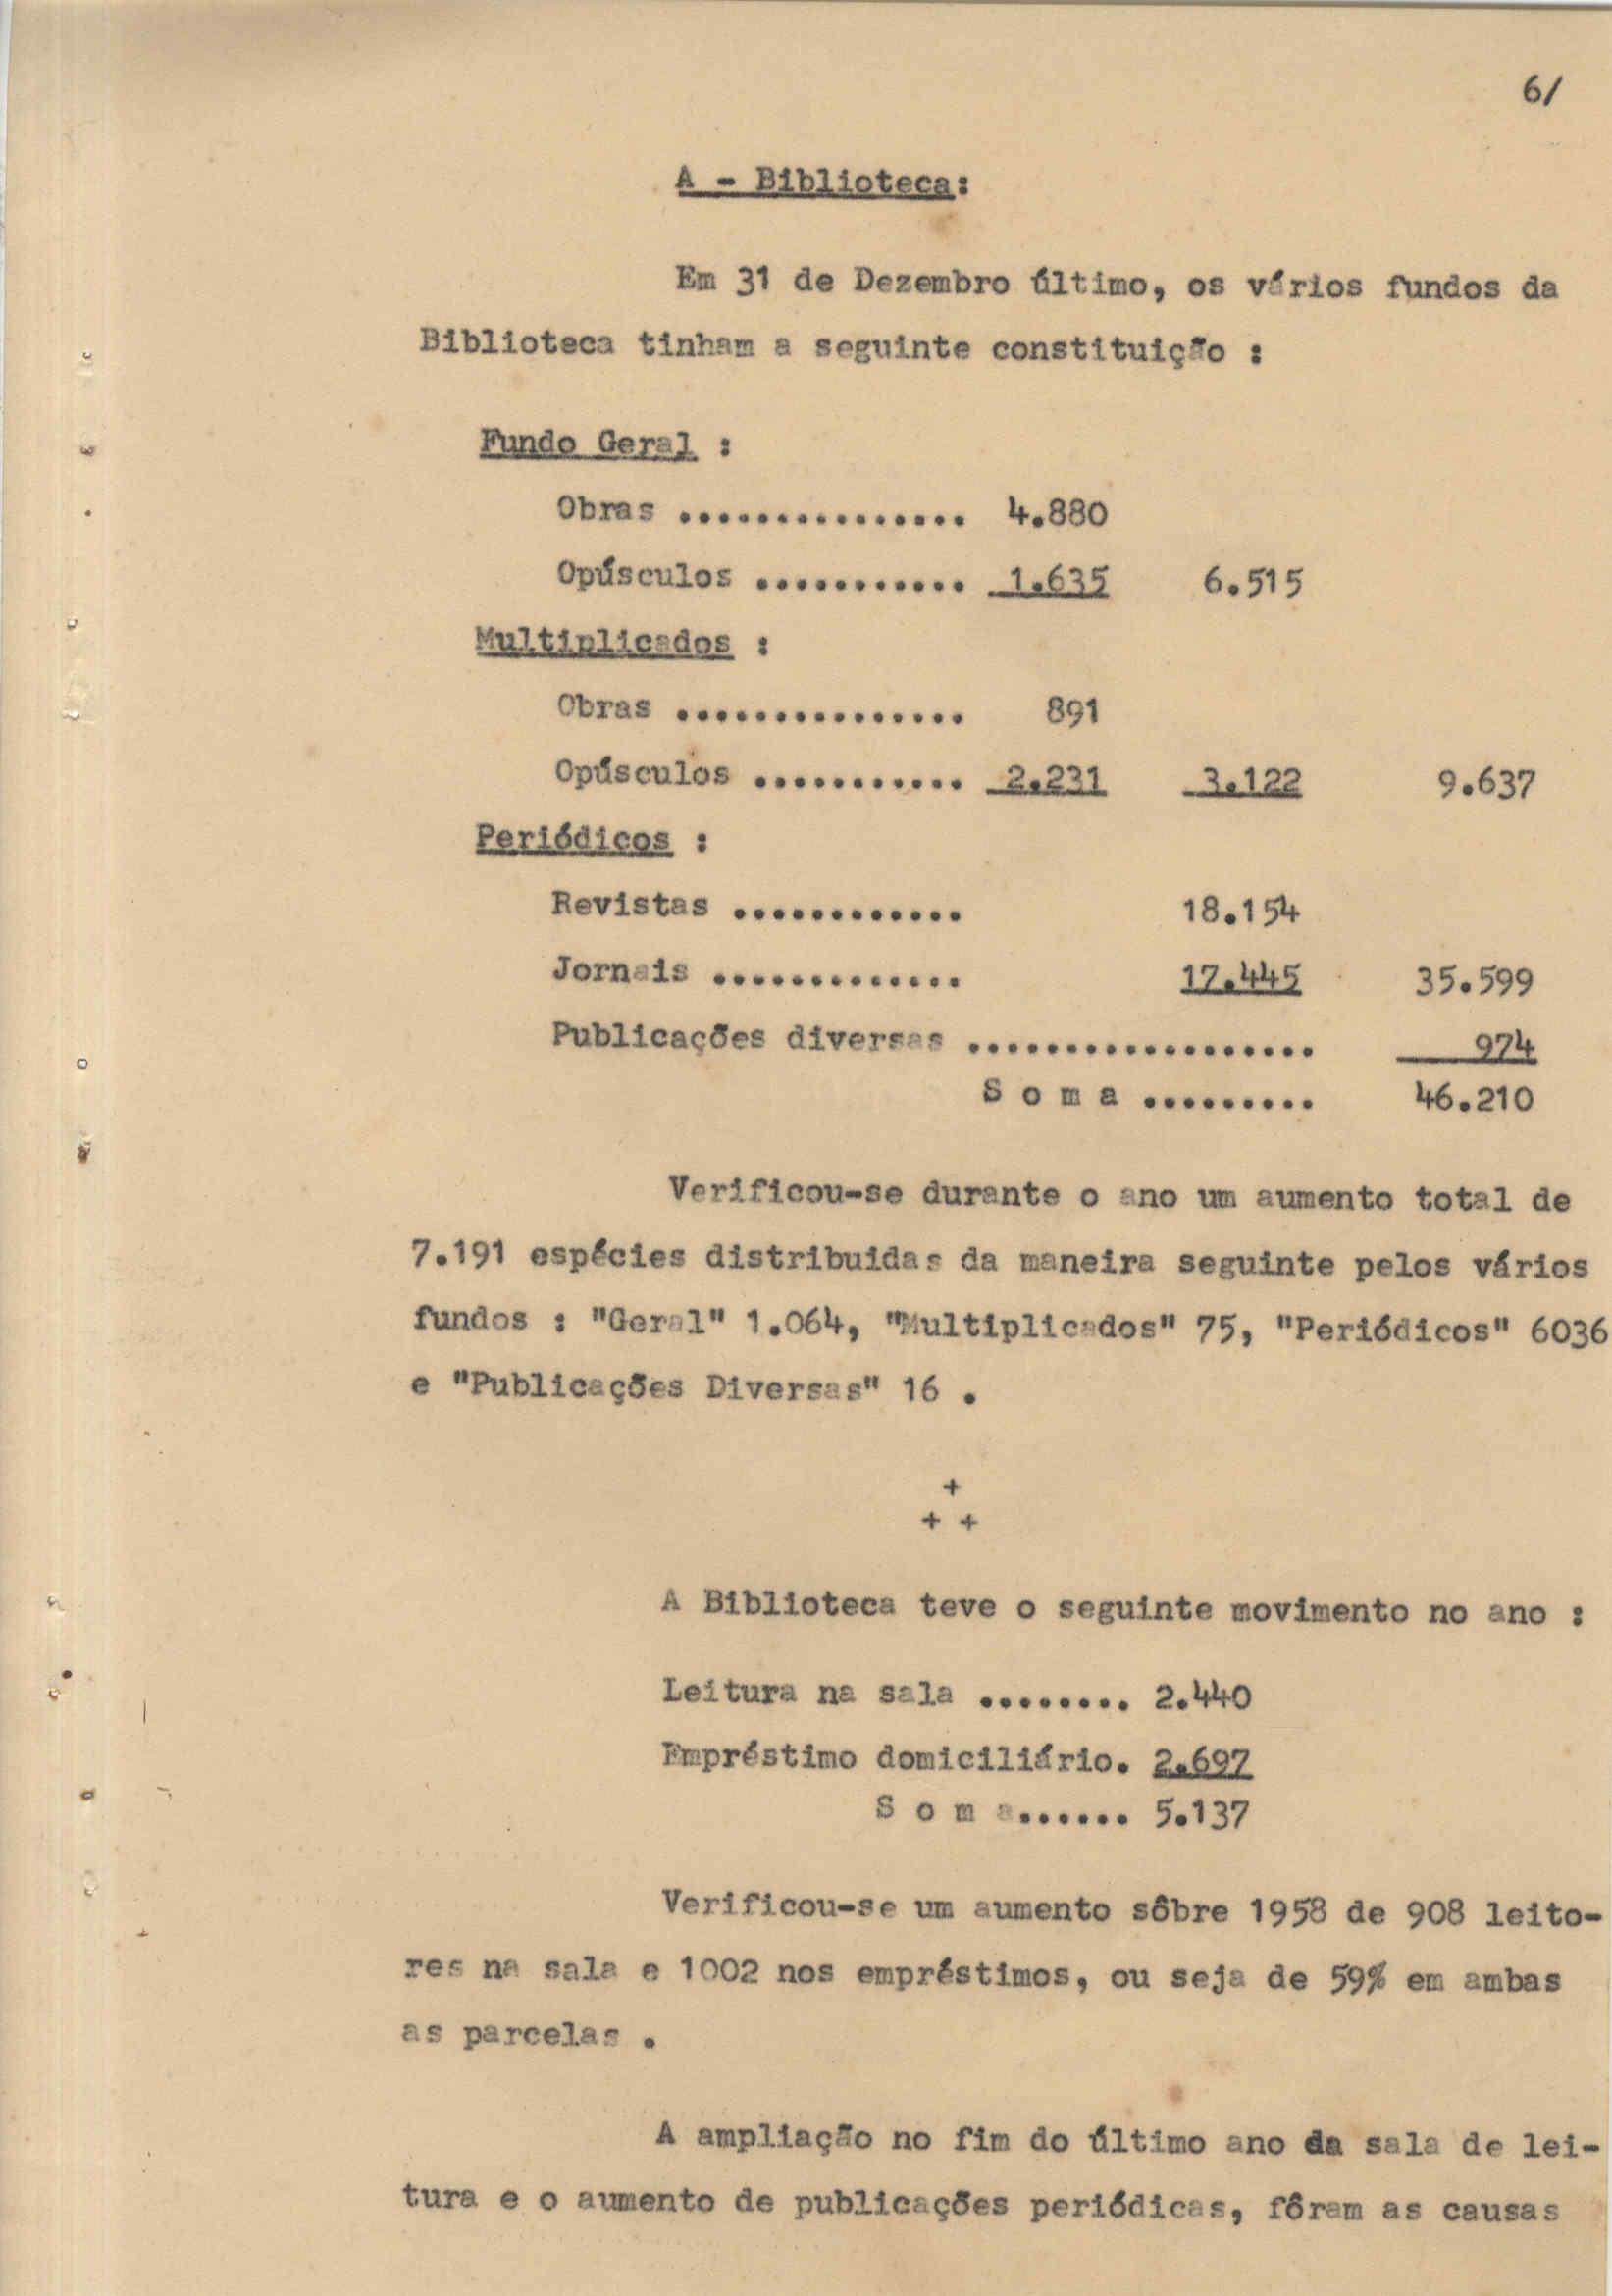 6/
A - Biblioteca:
Em 31 de Dezembro último, os vários fundos da
Biblioteca tinham a seguinte constituição :
Fundo Geral :
Obras ............... 4.880
Opúsculos ........... 1.635 6.515
Multiplicados :
Obras ............... 891
Opúsculos ........... 2.231 3.122 9.637
Periódicos :
Revistas ............ 18.154
Jornais ............. 17.445 35.599
Publicações diversas .................. 974
S o m a ......... 46.210
Verificou-se durante o ano um aumento total de
7.191 espécies distribuidas da maneira seguinte pelos vários
fundos : "Geral" 1.064, "Multiplicados" 75, "Periódicos" 6036
e "Publicações Diversas" 16 .
+
+ +
A Biblioteca teve o seguinte movimento no ano :
Leitura na sala ........ 2.440
Empréstimo domiciliário. 2.697
S o m a...... 5.137
Verificou-se um aumento sôbre 1958 de 908 leito-
res na sala e 1002 nos empréstimos, ou seja de 59% em ambas
as parcelas .
A ampliação no fim do último ano da sala de lei-
tura e o aumento de publicações periódicas, fôram as causas